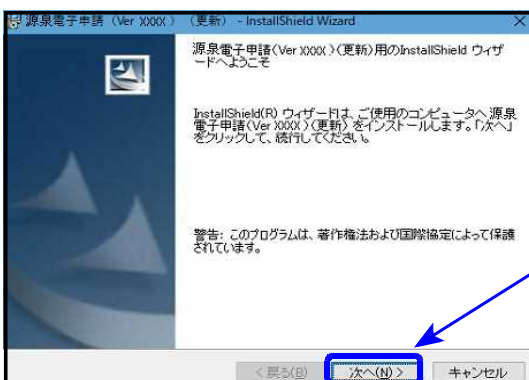 源泉電子申請（Ver XXXX）（更新） - InstallShield Wizard
源泉電子申請(Ver XXXX )(更新)用のInstallShield ウィザ
ードへようこそ
InstallShield(R) ウィザードは、ご使用のコンピュータへ 源泉
電子申請(Ver XXXX )(更新) をインストールします。「次へ」
をクリックして、続行してください。
警告: このプログラムは、著作権法および国際協定によって保護
されています。
< 戻る(B) 次へ(N) > キャンセル